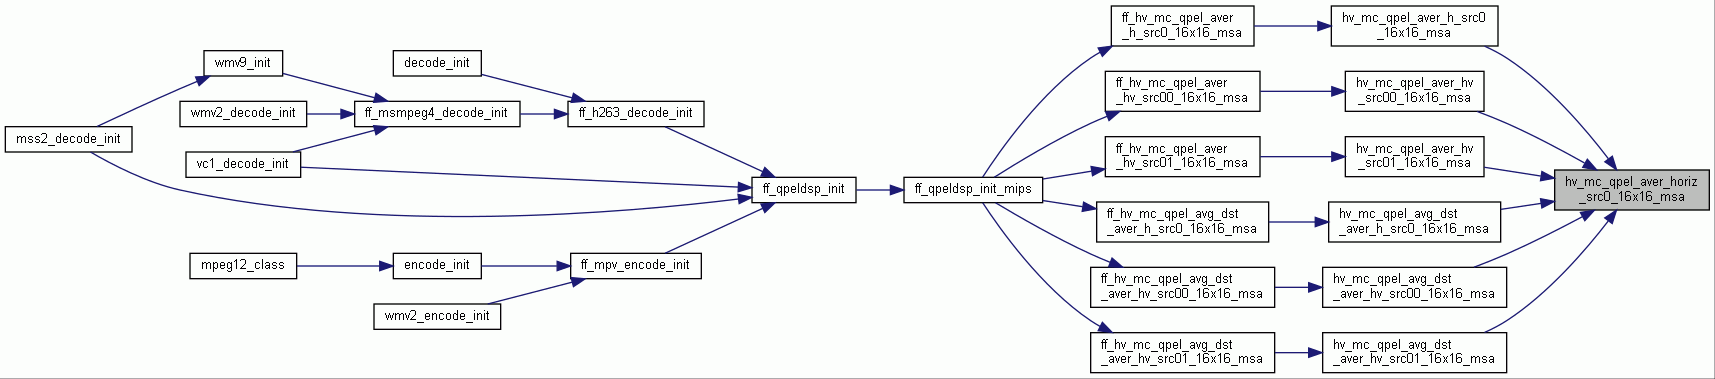 ff_hv_mc_qpel_aver
_h_src0_16x16_msa
hv_mc_qpel_aver_h_src0
_16x16_msa
wmv9_init
decode_init
ff_hv_mc_qpel_aver
_hv_src00_16x16_msa
hv_mc_qpel_aver_hv
_src00_16x16_msa
wmv2_decode_init
ff_msmpeg4_decode_init
ff_h263_decode_init
mss2_decode_init
vc1_decode_init
ff_hv_mc_qpel_aver
_hv_src01_16x16_msa
hv_mc_qpel_aver_hv
_src01_16x16_msa
ff_qpeldsp_init
ff_qpeldsp_init_mips
hv_mc_qpel_aver_horiz
_src0_16x16_msa
ff_hv_mc_qpel_avg_dst
_aver_h_src0_16x16_msa
hv_mc_qpel_avg_dst
_aver_h_src0_16x16_msa
mpeg12_class
encode_init
ff_mpv_encode_init
ff_hv_mc_qpel_avg_dst
_aver_hv_src00_16x16_msa
hv_mc_qpel_avg_dst
_aver_hv_src00_16x16_msa
wmv2_encode_init
ff_hv_mc_qpel_avg_dst
_aver_hv_src01_16x16_msa
hv_mc_qpel_avg_dst
_aver_hv_src01_16x16_msa